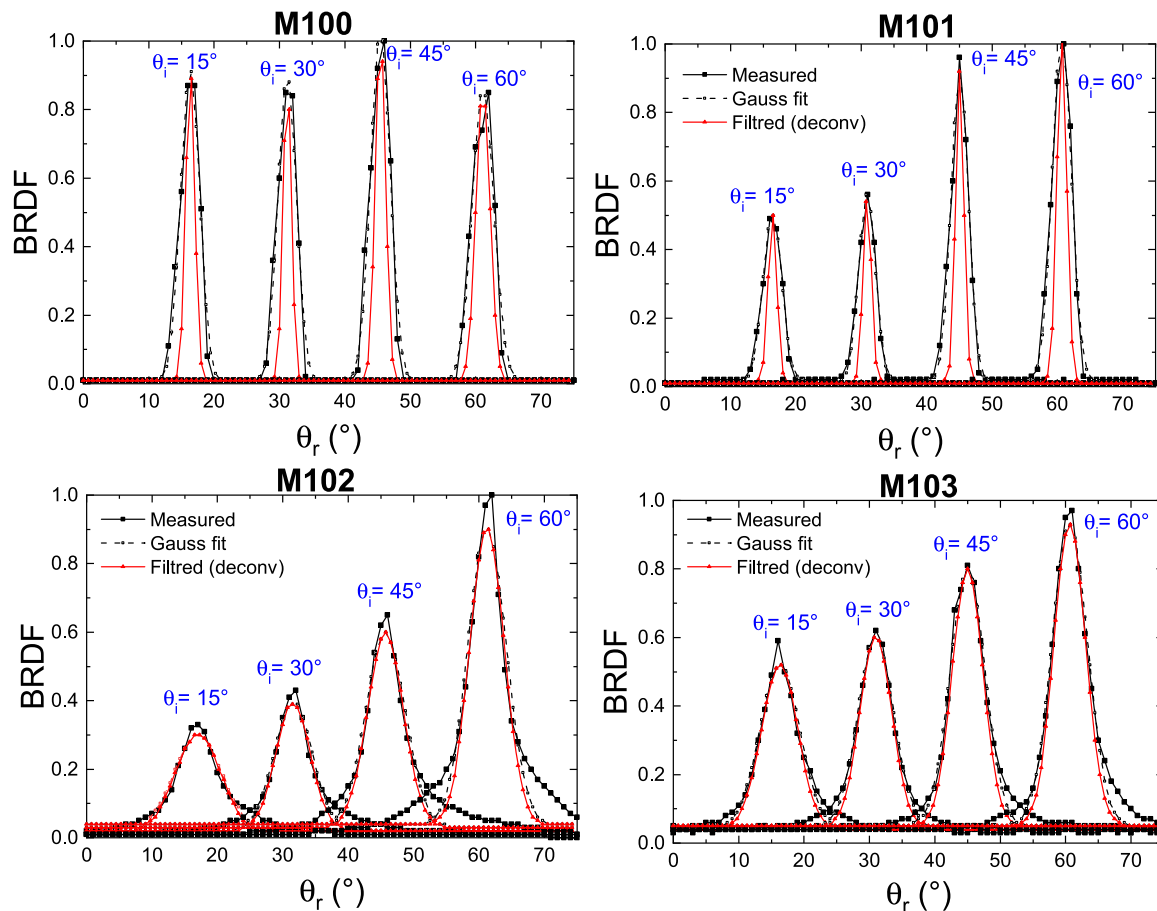 M100
θi= 15°
θi= 30°
θi= 45°
θi= 60°
1.0
0.8
0.6
0.4
0.2
0.0
BRDF
0 10 20 30 40 50 60 70
θr (°)
M101
Measured
Gauss fit
Filtred (deconv)
θi= 15°
θi= 30°
θi= 45°
θi= 60°
1.0
0.8
0.6
0.4
0.2
0.0
BRDF
0 10 20 30 40 50 60 70
θr (°)
M102
Measured
Gauss fit
Filtred (deconv)
θi= 15°
θi= 30°
θi= 45°
θi= 60°
1.0
0.8
0.6
0.4
0.2
0.0
BRDF
0 10 20 30 40 50 60 70
θr (°)
M103
Measured
Gauss fit
Filtred (deconv)
θi= 15°
θi= 30°
θi= 45°
θi= 60°
1.0
0.8
0.6
0.4
0.2
0.0
BRDF
0 10 20 30 40 50 60 70
θr (°)